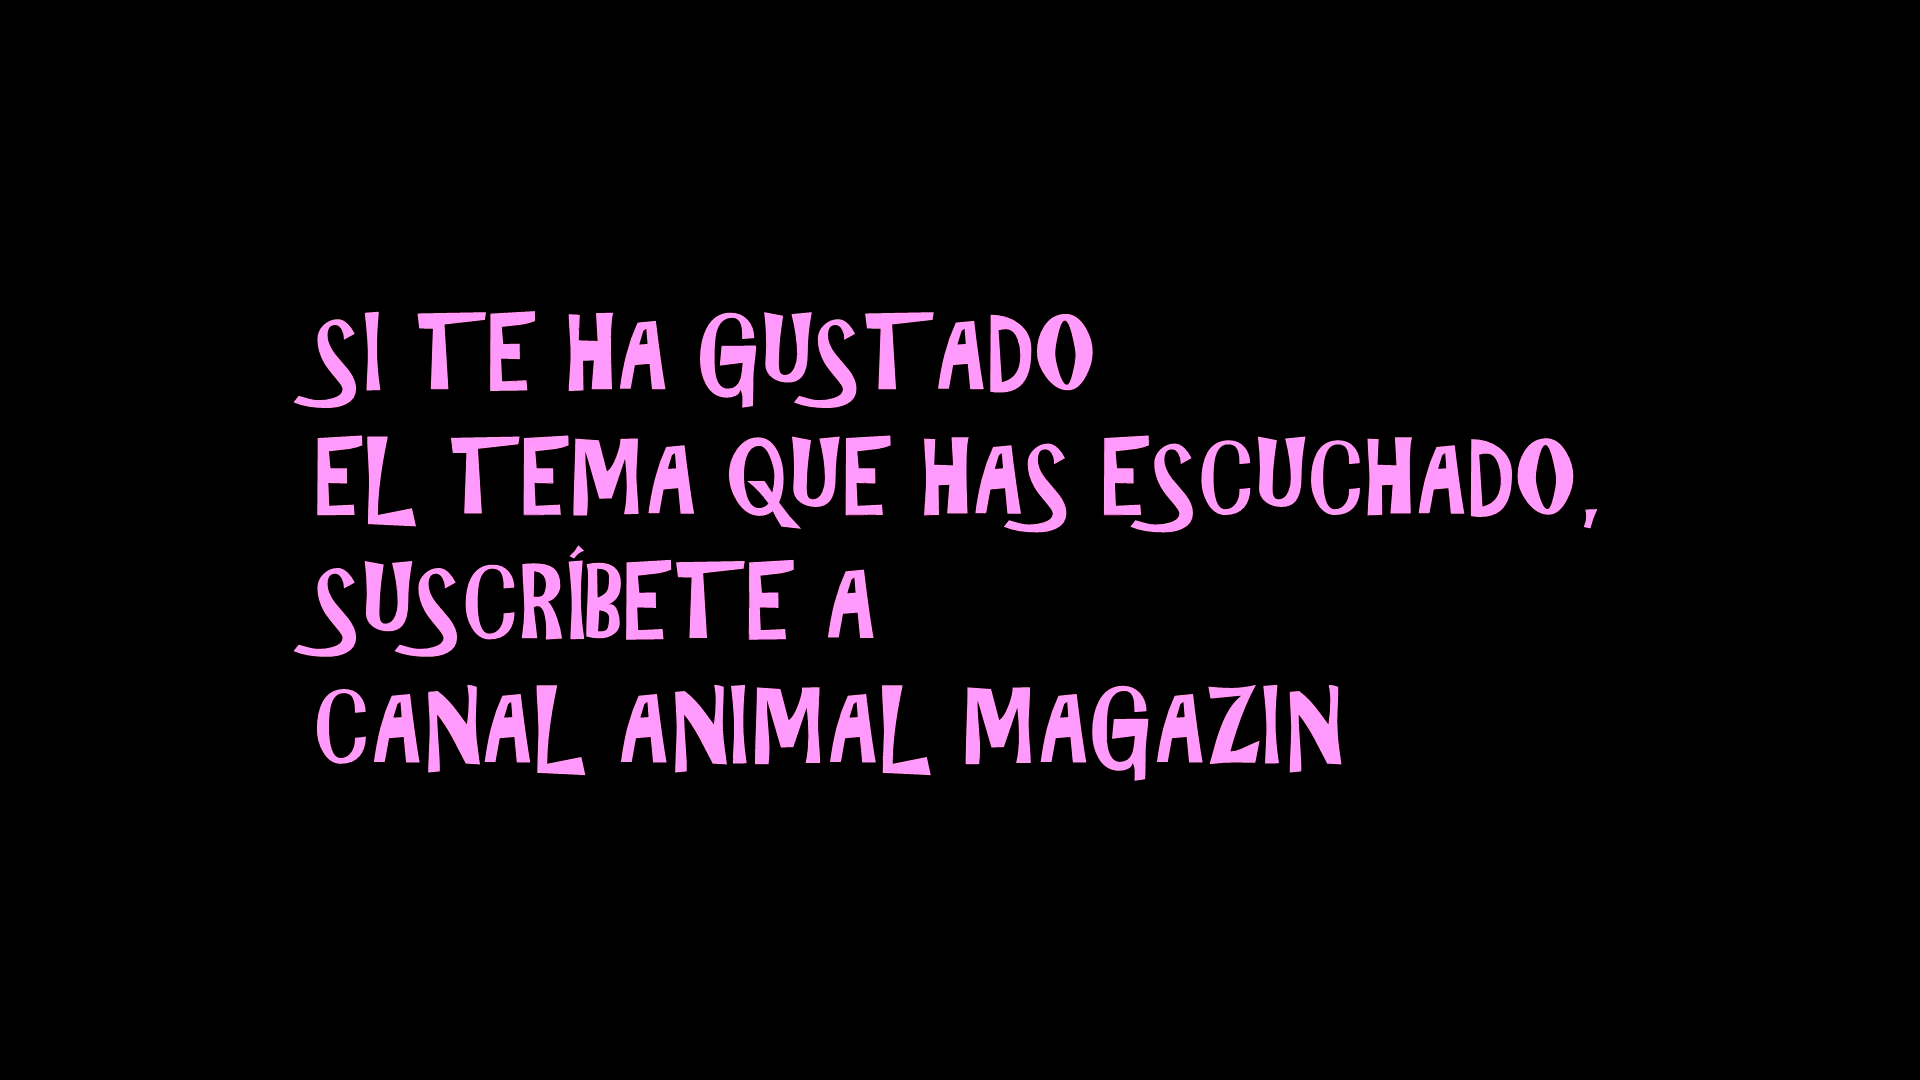 SI TE HA GUSTADO
EL TEMA QUE HAS ESCUCHADO,
SUSCRÍBETE A
CANAL ANIMAL MAGAZIN